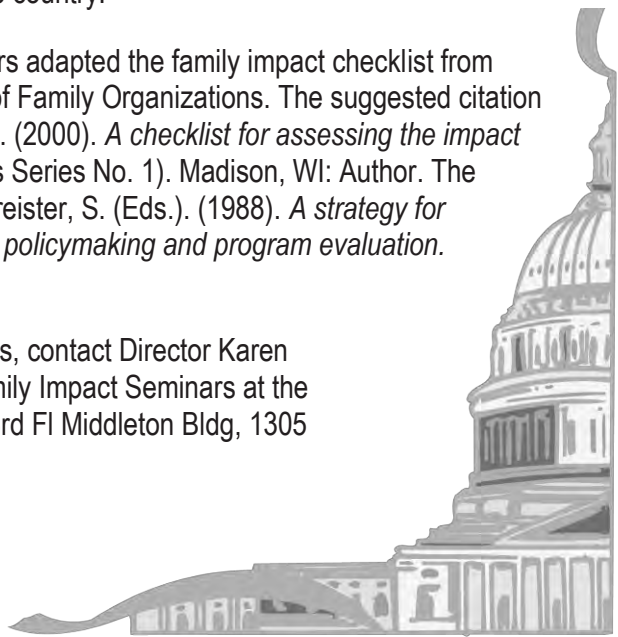 country.
rs adapted the family impact checklist from
of Family Organizations. The suggested citation
. (2000). A checklist for assessing the impact
s Series No. 1). Madison, WI: Author. The
reister, S. (Eds.). (1988). A strategy for
policymaking and program evaluation.
s, contact Director Karen
mily Impact Seminars at the
rd Fl Middleton Bldg, 1305